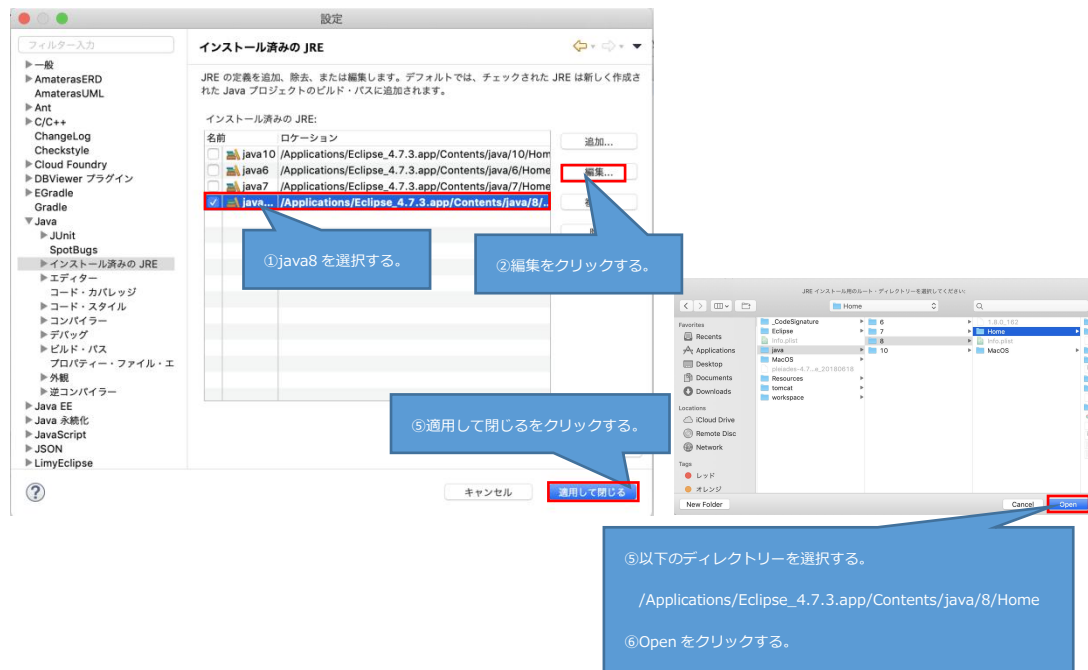 設定
フィルター入力
▶一般
▶AmaterasERD
AmaterasUML
▶Ant
▶C/C++
ChangeLog
Checkstyle
▶Cloud Foundry
▶DBViewer プラグイン
▶EGradle
Gradle
▼Java
▶JUnit
SpotBugs
▶インストール済みの JRE
▶エディター
コード・カバレッジ
▶コード・スタイル
▶コンパイラー
▶デバッグ
▶ビルド・パス
プロパティー・ファイル・エ
▶外観
▶逆コンパイラー
▶Java EE
▶Java 永続化
▶JavaScript
▶JSON
▶LimyEclipse
インストール済みの JRE
JRE の定義を追加、除去、または編集します。デフォルトでは、チェックされた JRE は新しく作成さ
れた Java プロジェクトのビルド・パスに追加されます。
インストール済みの JRE:
名前 ロケーション
java10 /Applications/Eclipse_4.7.3.app/Contents/java/10/Hom
java6 /Applications/Eclipse_4.7.3.app/Contents/java/6/Home
java7 /Applications/Eclipse_4.7.3.app/Contents/java/7/Home
java... /Applications/Eclipse_4.7.3.app/Contents/java/8/..
追加...
編集...
①java8 を選択する。
②編集をクリックする。
⑤適用して閉じるをクリックする。
?
キャンセル
適用して閉じる
JRE インストール用のルート・ディレクトリーを選択してください:
Home
Favorites
Recents
Applications
Desktop
Documents
Downloads
Locations
iCloud Drive
Remote Disc
Network
Tags
レッド
オレンジ
_CodeSignature
Eclipse
Info.plist
java
MacOS
pleiades-4.7...e_20180618
Resources
tomcat
workspace
6
7
8
10
1.8.0_162
Home
Info.plist
MacOS
New Folder
Cancel
Open
⑤以下のディレクトリーを選択する。
/Applications/Eclipse_4.7.3.app/Contents/java/8/Home
⑥Open をクリックする。